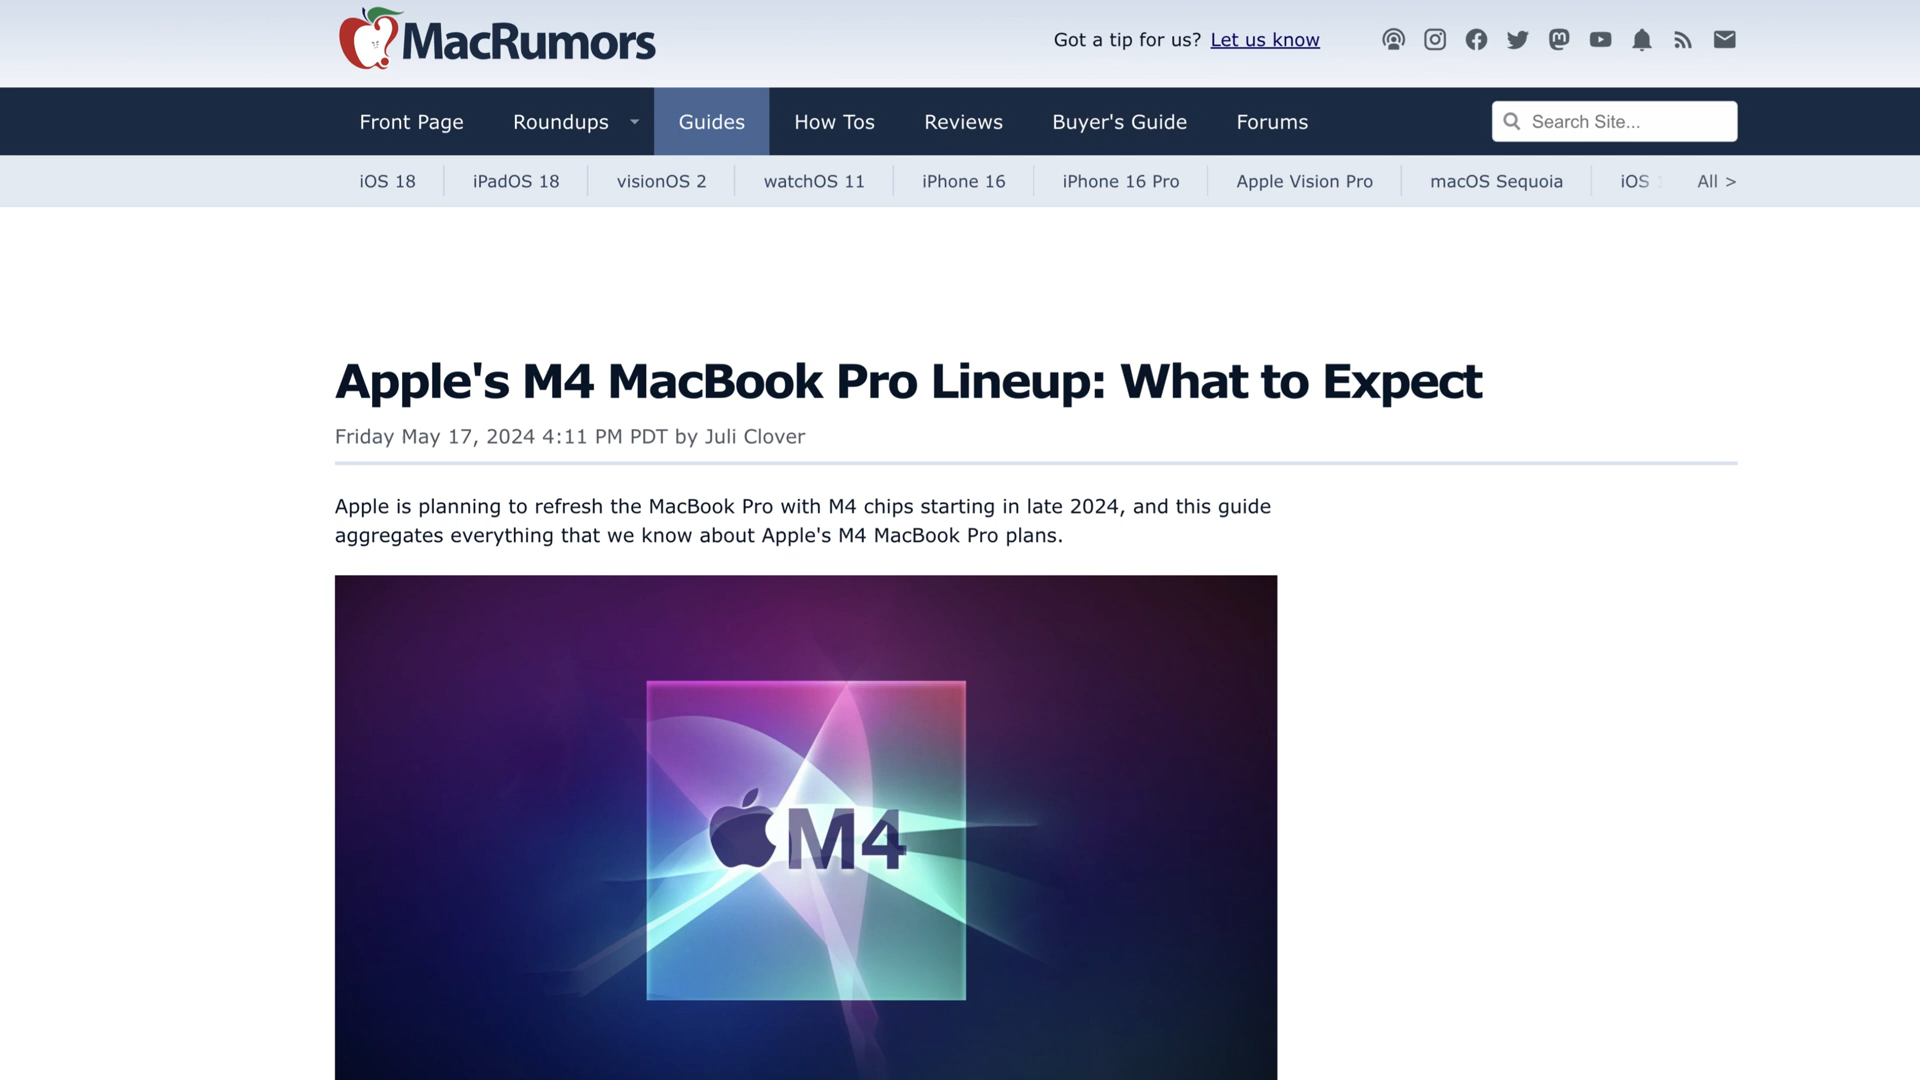 MacRumors
Got a tip for us? Let us know
Front Page Roundups Guides How Tos Reviews Buyer's Guide Forums Search Site...
iOS 18 iPadOS 18 visionOS 2 watchOS 11 iPhone 16 iPhone 16 Pro Apple Vision Pro macOS Sequoia iOS All >
Apple's M4 MacBook Pro Lineup: What to Expect
Friday May 17, 2024 4:11 PM PDT by Juli Clover
Apple is planning to refresh the MacBook Pro with M4 chips starting in late 2024, and this guide
aggregates everything that we know about Apple's M4 MacBook Pro plans.
M4